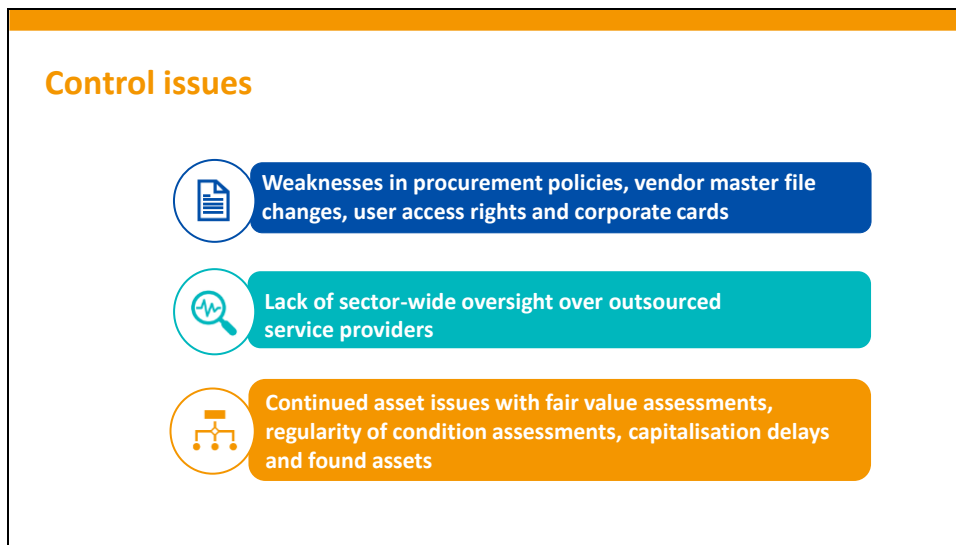 Control issues
Weaknesses in procurement policies, vendor master file
changes, user access rights and corporate cards
Lack of sector-wide oversight over outsourced
service providers
Continued asset issues with fair value assessments,
regularity of condition assessments, capitalisation delays
and found assets